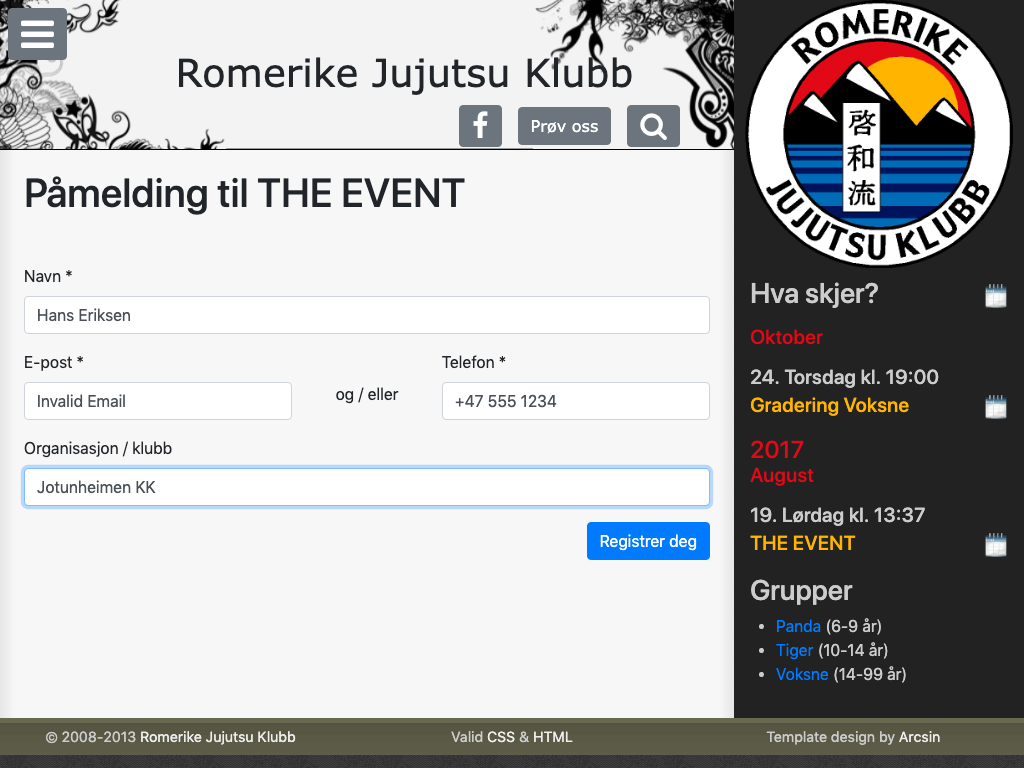 Romerike Jujutsu Klubb
Prøv oss
Påmelding til THE EVENT
Navn *
Hans Eriksen
E-post *
Invalid Email
og / eller
Telefon *
+47 555 1234
Organisasjon / klubb
Jotunheimen KK
Registrer deg
ROMERIKE
啓和流
JUJUTSU KLUBB
Hva skjer?
Oktober
24. Torsdag kl. 19:00
Gradering Voksne
2017
August
19. Lørdag kl. 13:37
THE EVENT
Grupper
Panda (6-9 år)
Tiger (10-14 år)
Voksne (14-99 år)
© 2008-2013 Romerike Jujutsu Klubb
Valid CSS & HTML
Template design by Arcsin